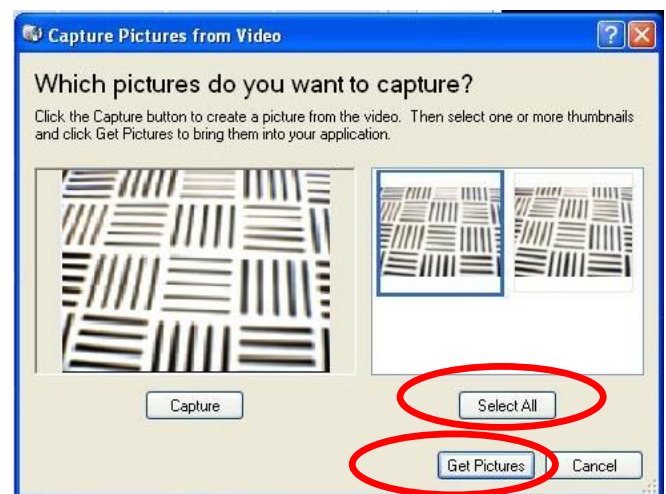 Capture Pictures from Video
Which pictures do you want to capture?
Click the Capture button to create a picture from the video.  Then select one or more thumbnails
and click Get Pictures to bring them into your application.
Capture
Select All
Get Pictures
Cancel